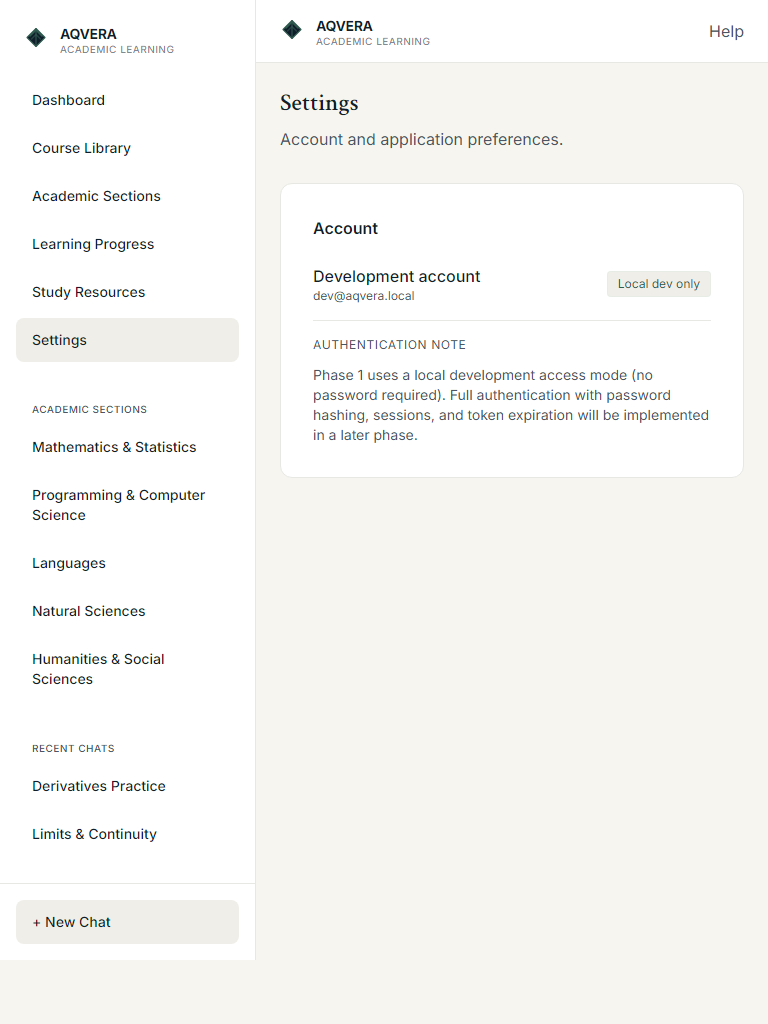 AQVERA
ACADEMIC LEARNING
Dashboard
Course Library
Academic Sections
Learning Progress
Study Resources
Settings
ACADEMIC SECTIONS
Mathematics & Statistics
Programming & Computer
Science
Languages
Natural Sciences
Humanities & Social
Sciences
RECENT CHATS
Derivatives Practice
Limits & Continuity
+ New Chat
AQVERA
ACADEMIC LEARNING
Help
Settings
Account and application preferences.
Account
Development account
dev@aqvera.local
Local dev only
AUTHENTICATION NOTE
Phase 1 uses a local development access mode (no
password required). Full authentication with password
hashing, sessions, and token expiration will be implemented
in a later phase.